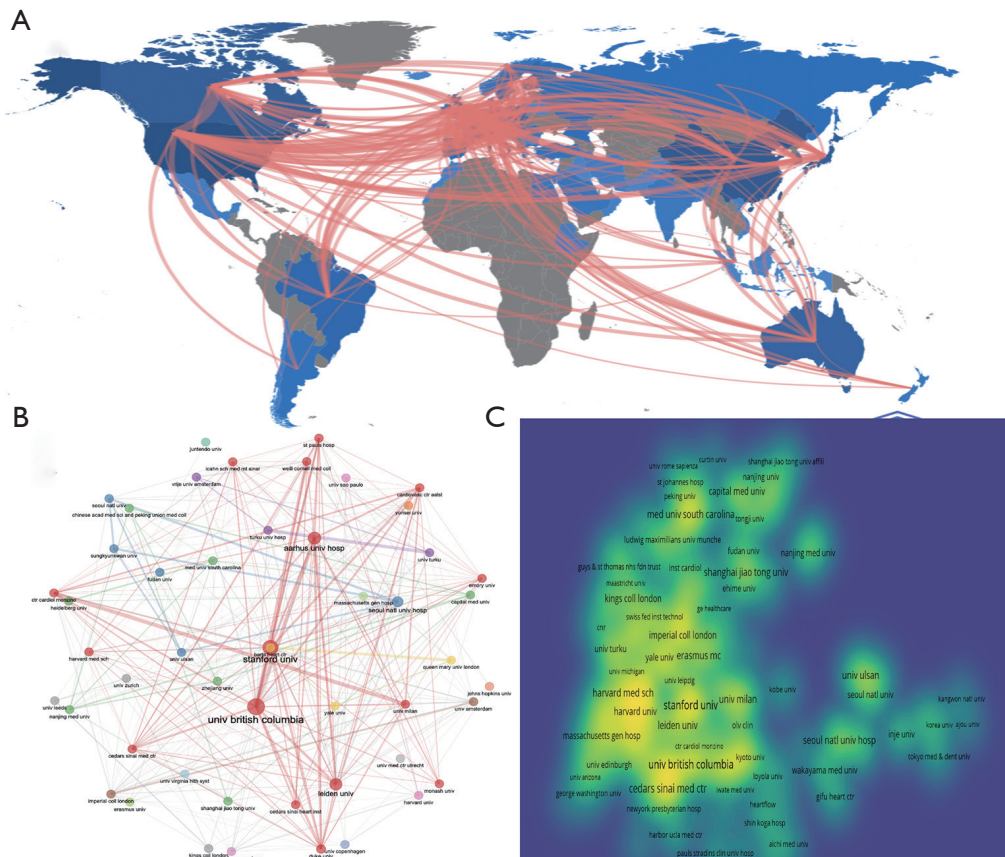 A
B
C
juntendo univ
st pauls hosp
icahn sch med mt sinai
weill cornell med coll
vrije univ amsterdam
univ sao paulo
cardiovasc ctr aalst
seoul natl univ
yonsei univ
chinese acad med sci and peking union med coll
turku univ hosp
aarhus univ hosp
sungkyunkwan univ
univ turku
fudan univ
med univ south carolina
emory univ
massachusetts gen hosp
capital med univ
ctr cardiol monzino
seoul natl univ hosp
heidelberg univ
harvard med sch
univ ulsan
stanford univ
queen mary univ london
univ zurich
zhejiang univ
johns hopkins univ
univ leeds
yale univ
univ milan
univ amsterdam
nanjing med univ
univ british columbia
cedars sinai med ctr
univ med ctr utrecht
univ virginia hlth syst
monash univ
imperial coll london
leiden univ
erasmus univ
shanghai jiao tong univ
cedars sinai heart inst
harvard univ
kings coll london
univ copenhagen
duke univ
curtin univ
univ rome sapienza
shanghai jiao tong univ affili
st johannes hosp
nanjing univ
peking univ
capital med univ
med univ south carolina
tongji univ
ludwig maximilians univ munche
fudan univ
nanjing med univ
guys & st thomas nhs fdn trust
inst cardiol
shanghai jiao tong univ
maastricht univ
ehime univ
kings coll london
ge healthcare
swiss fed inst technol
cnr
imperial coll london
univ turku
yale univ
erasmus mc
univ michigan
univ leipzig
univ ulsan
harvard med sch
kobe univ
seoul natl univ
stanford univ
univ milan
kangwon natl univ
harvard univ
leiden univ
oliv clin
korea univ
ajou univ
massachusetts gen hosp
seoul natl univ hosp
inje univ
ctr cardiol monzino
tokyo med & dent univ
univ edinburgh
univ british columbia
kyoto univ
wakayama med univ
univ arizona
loyola univ
george washington univ
cedars sinai med ctr
iwate med univ
gifu heart ctr
newyork presbyterian hosp
heartflow
shin koga hosp
harbor ucla med ctr
aichi med univ
pauls stradins clin univ hosp